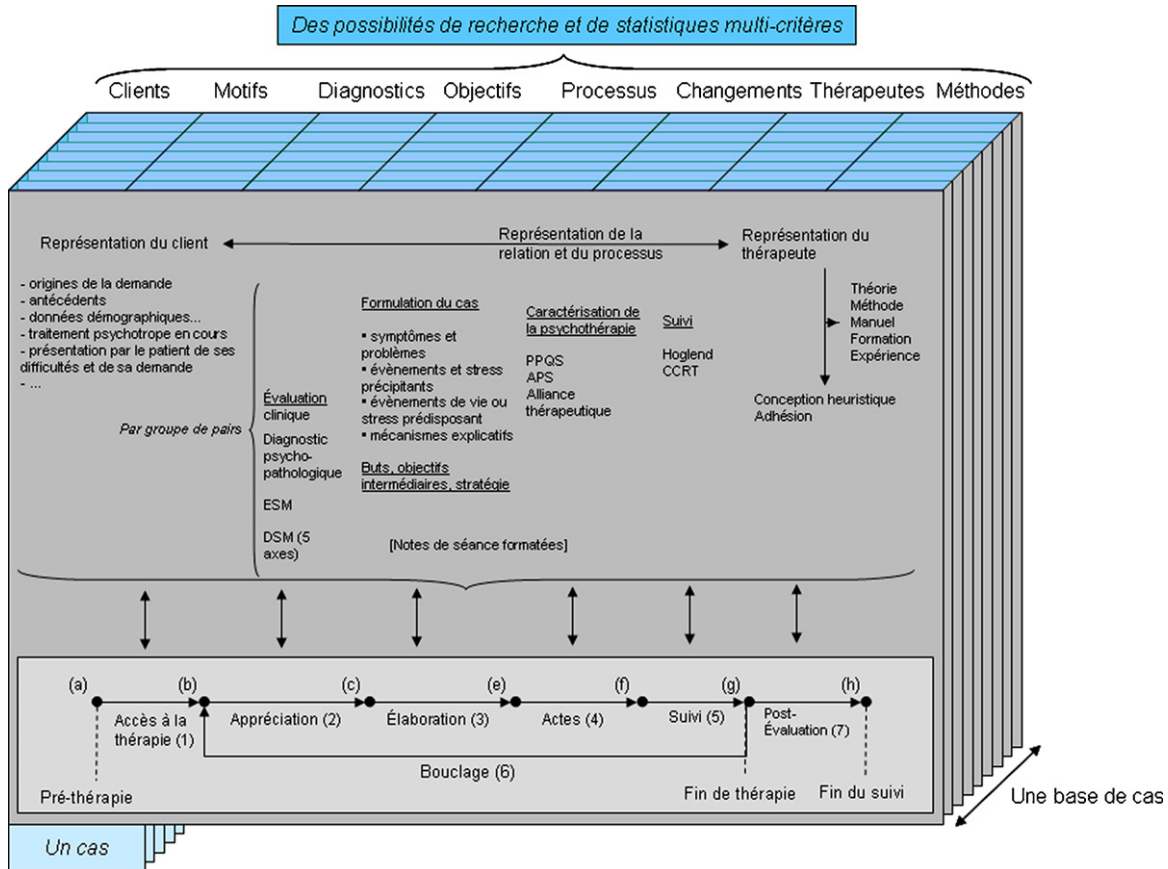 Des possibilités de recherche et de statistiques multi-critères
Clients Motifs Diagnostics Objectifs Processus Changements Thérapeutes Méthodes
Représentation du client
Représentation de la
relation et du processus
Représentation du
thérapeute
- origines de la demande
- antécédents
- données démographiques...
- traitement psychotrope en cours
- présentation par le patient de ses
difficultés et de sa demande
- ...
Par groupe de pairs
Évaluation
clinique
Diagnostic
psycho-
pathologique
ESM
DSM (5
axes)
Formulation du cas
▪ symptômes et
problèmes
▪ évènements et stress
précipitants
▪ évènements de vie ou
stress prédisposant
▪ mécanismes explicatifs
Buts, objectifs
intermédiaires, stratégie
[Notes de séance formatées]
Caractérisation de
la psychothérapie
PPQS
APS
Alliance
thérapeutique
Suivi
Hoglend
CCRT
Théorie
Méthode
Manuel
Formation
Expérience
Conception heuristique
Adhésion
(a) (b) (c) (e) (f) (g) (h)
Accès à la
thérapie (1)
Appréciation (2)
Élaboration (3)
Actes (4)
Suivi (5)
Post-
Évaluation (7)
Bouclage (6)
Pré-thérapie
Fin de thérapie
Fin du suivi
Une base de cas
Un cas